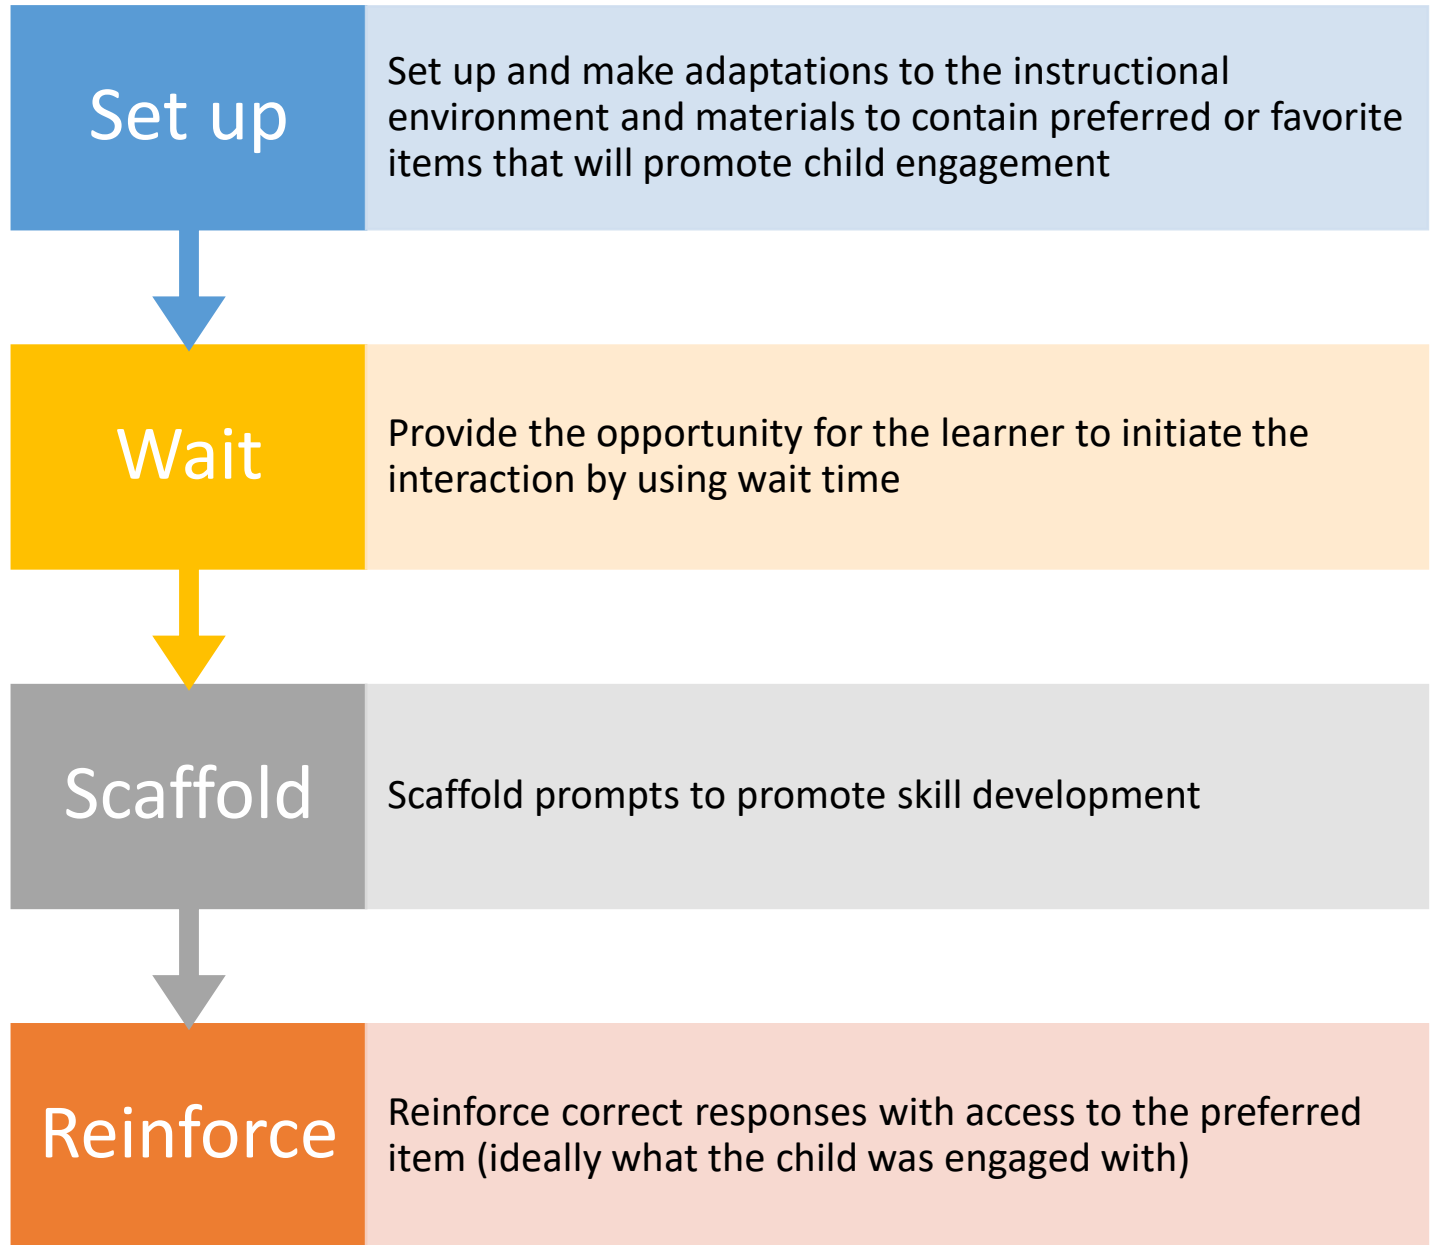 Set up
Set up and make adaptations to the instructional
environment and materials to contain preferred or favorite
items that will promote child engagement
Wait
Provide the opportunity for the learner to initiate the
interaction by using wait time
Scaffold
Scaffold prompts to promote skill development
Reinforce
Reinforce correct responses with access to the preferred
item (ideally what the child was engaged with)